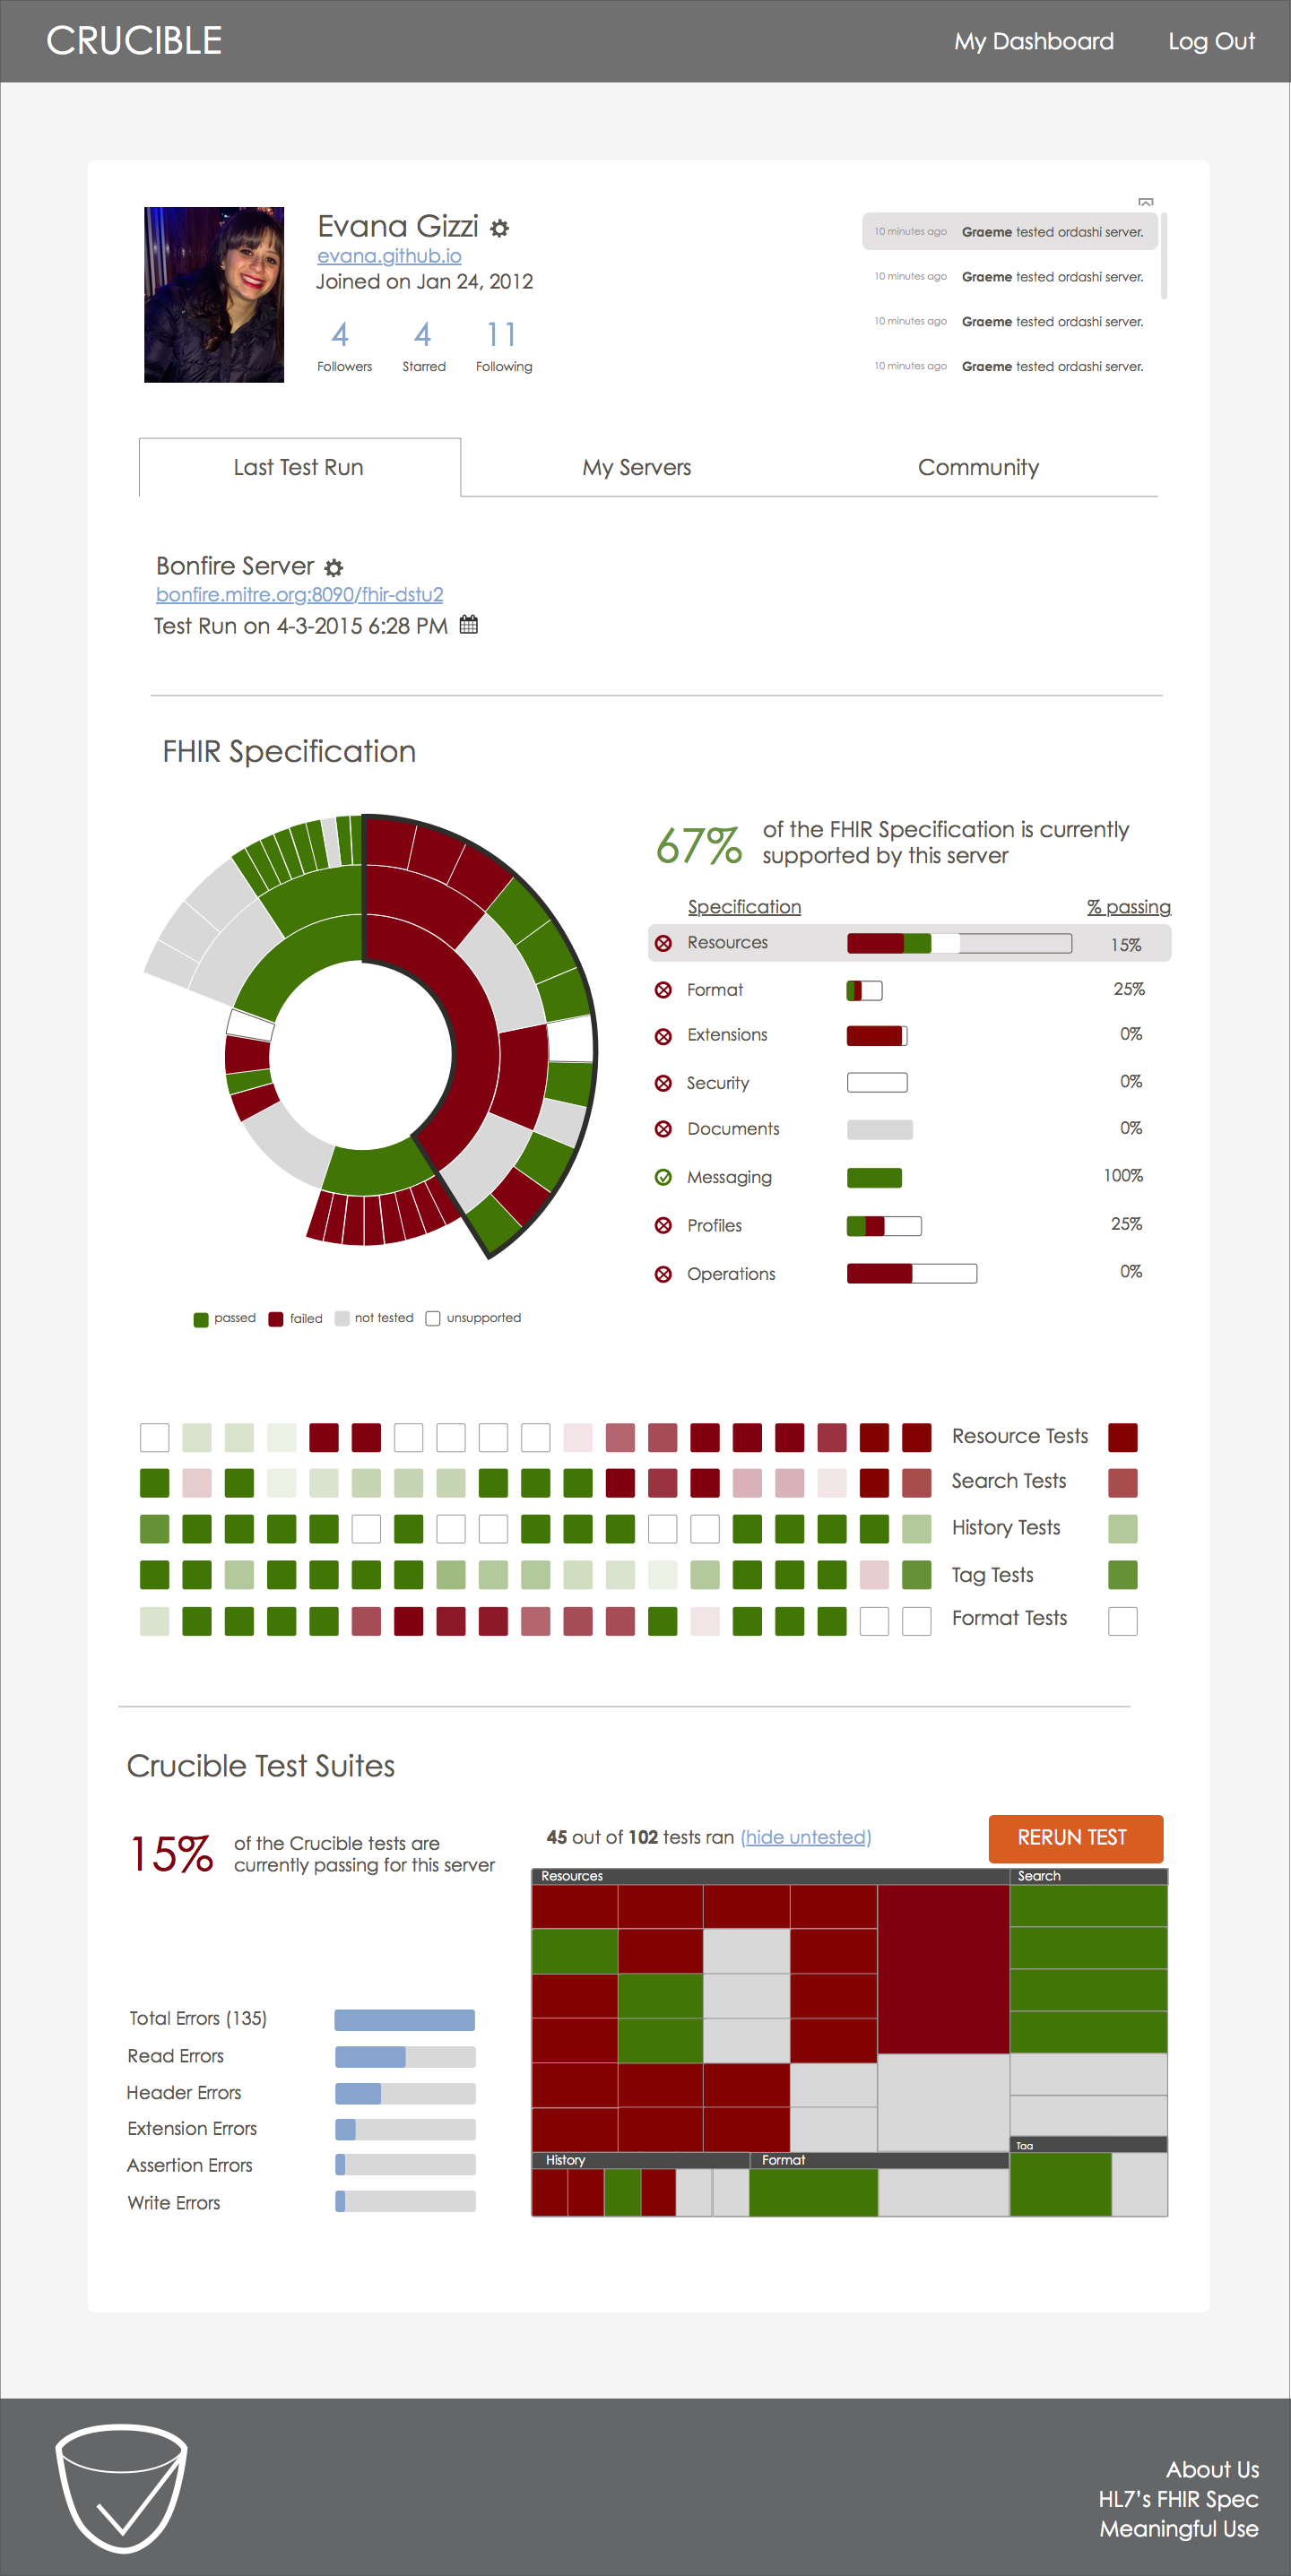 CRUCIBLE
My Dashboard
Log Out
Evana Gizzi
evana.github.io
Joined on Jan 24, 2012
4
4
11
Followers
Starred
Following
10 minutes ago Graeme tested ordashi server.
10 minutes ago Graeme tested ordashi server.
10 minutes ago Graeme tested ordashi server.
10 minutes ago Graeme tested ordashi server.
Last Test Run
My Servers
Community
Bonfire Server
bonfire.mitre.org:8090/fhir-dstu2
Test Run on 4-3-2015 6:28 PM
FHIR Specification
67%
of the FHIR Specification is currently
supported by this server
Specification
% passing
Resources 15%
Format 25%
Extensions 0%
Security 0%
Documents 0%
Messaging 100%
Profiles 25%
Operations 0%
passed failed not tested unsupported
Resource Tests
Search Tests
History Tests
Tag Tests
Format Tests
Crucible Test Suites
15%
of the Crucible tests are
currently passing for this server
45 out of 102 tests ran (hide untested)
RERUN TEST
Resources
Search
Total Errors (135)
Read Errors
Header Errors
Extension Errors
Assertion Errors
Write Errors
Tag
History
Format
About Us
HL7's FHIR Spec
Meaningful Use